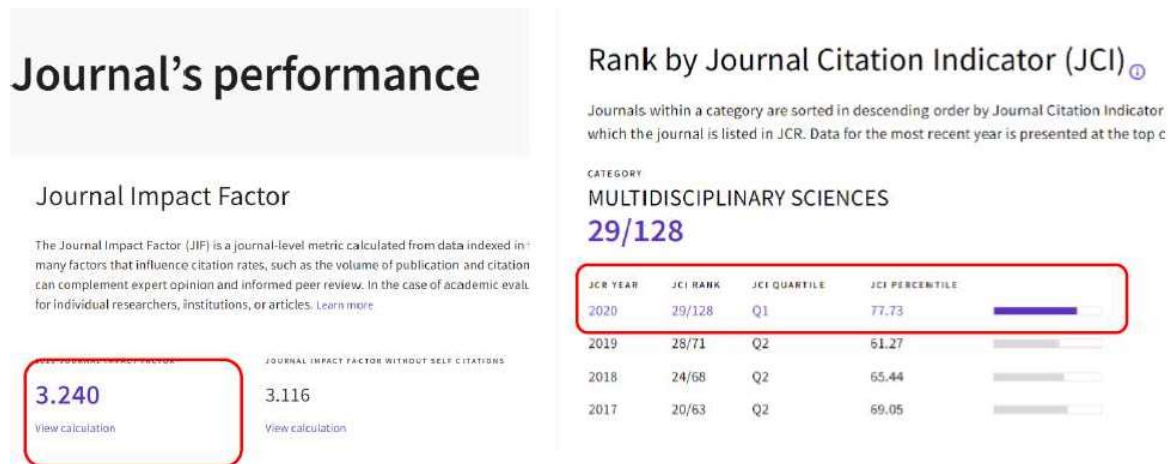 Journal's performance
Journal Impact Factor
The Journal Impact Factor (JIF) is a journal-level metric calculated from data indexed in
many factors that influence citation rates, such as the volume of publication and citation
can complement expert opinion and informed peer review. In the case of academic evalu
for individual researchers, institutions, or articles. Learn more
JOURNAL IMPACT FACTOR
JOURNAL IMPACT FACTOR WITHOUT SELF CITATIONS
3.240
3.116
View calculation
View calculation
Rank by Journal Citation Indicator (JCI)
Journals within a category are sorted in descending order by Journal Citation Indicator
which the journal is listed in JCR. Data for the most recent year is presented at the top
CATEGORY
MULTIDISCIPLINARY SCIENCES
29/128
JCR YEAR JCI RANK JCI QUARTILE JCI PERCENTILE
2020 29/128 Q1 77.73
2019 28/71 Q2 61.27
2018 24/68 Q2 65.44
2017 20/63 Q2 69.05